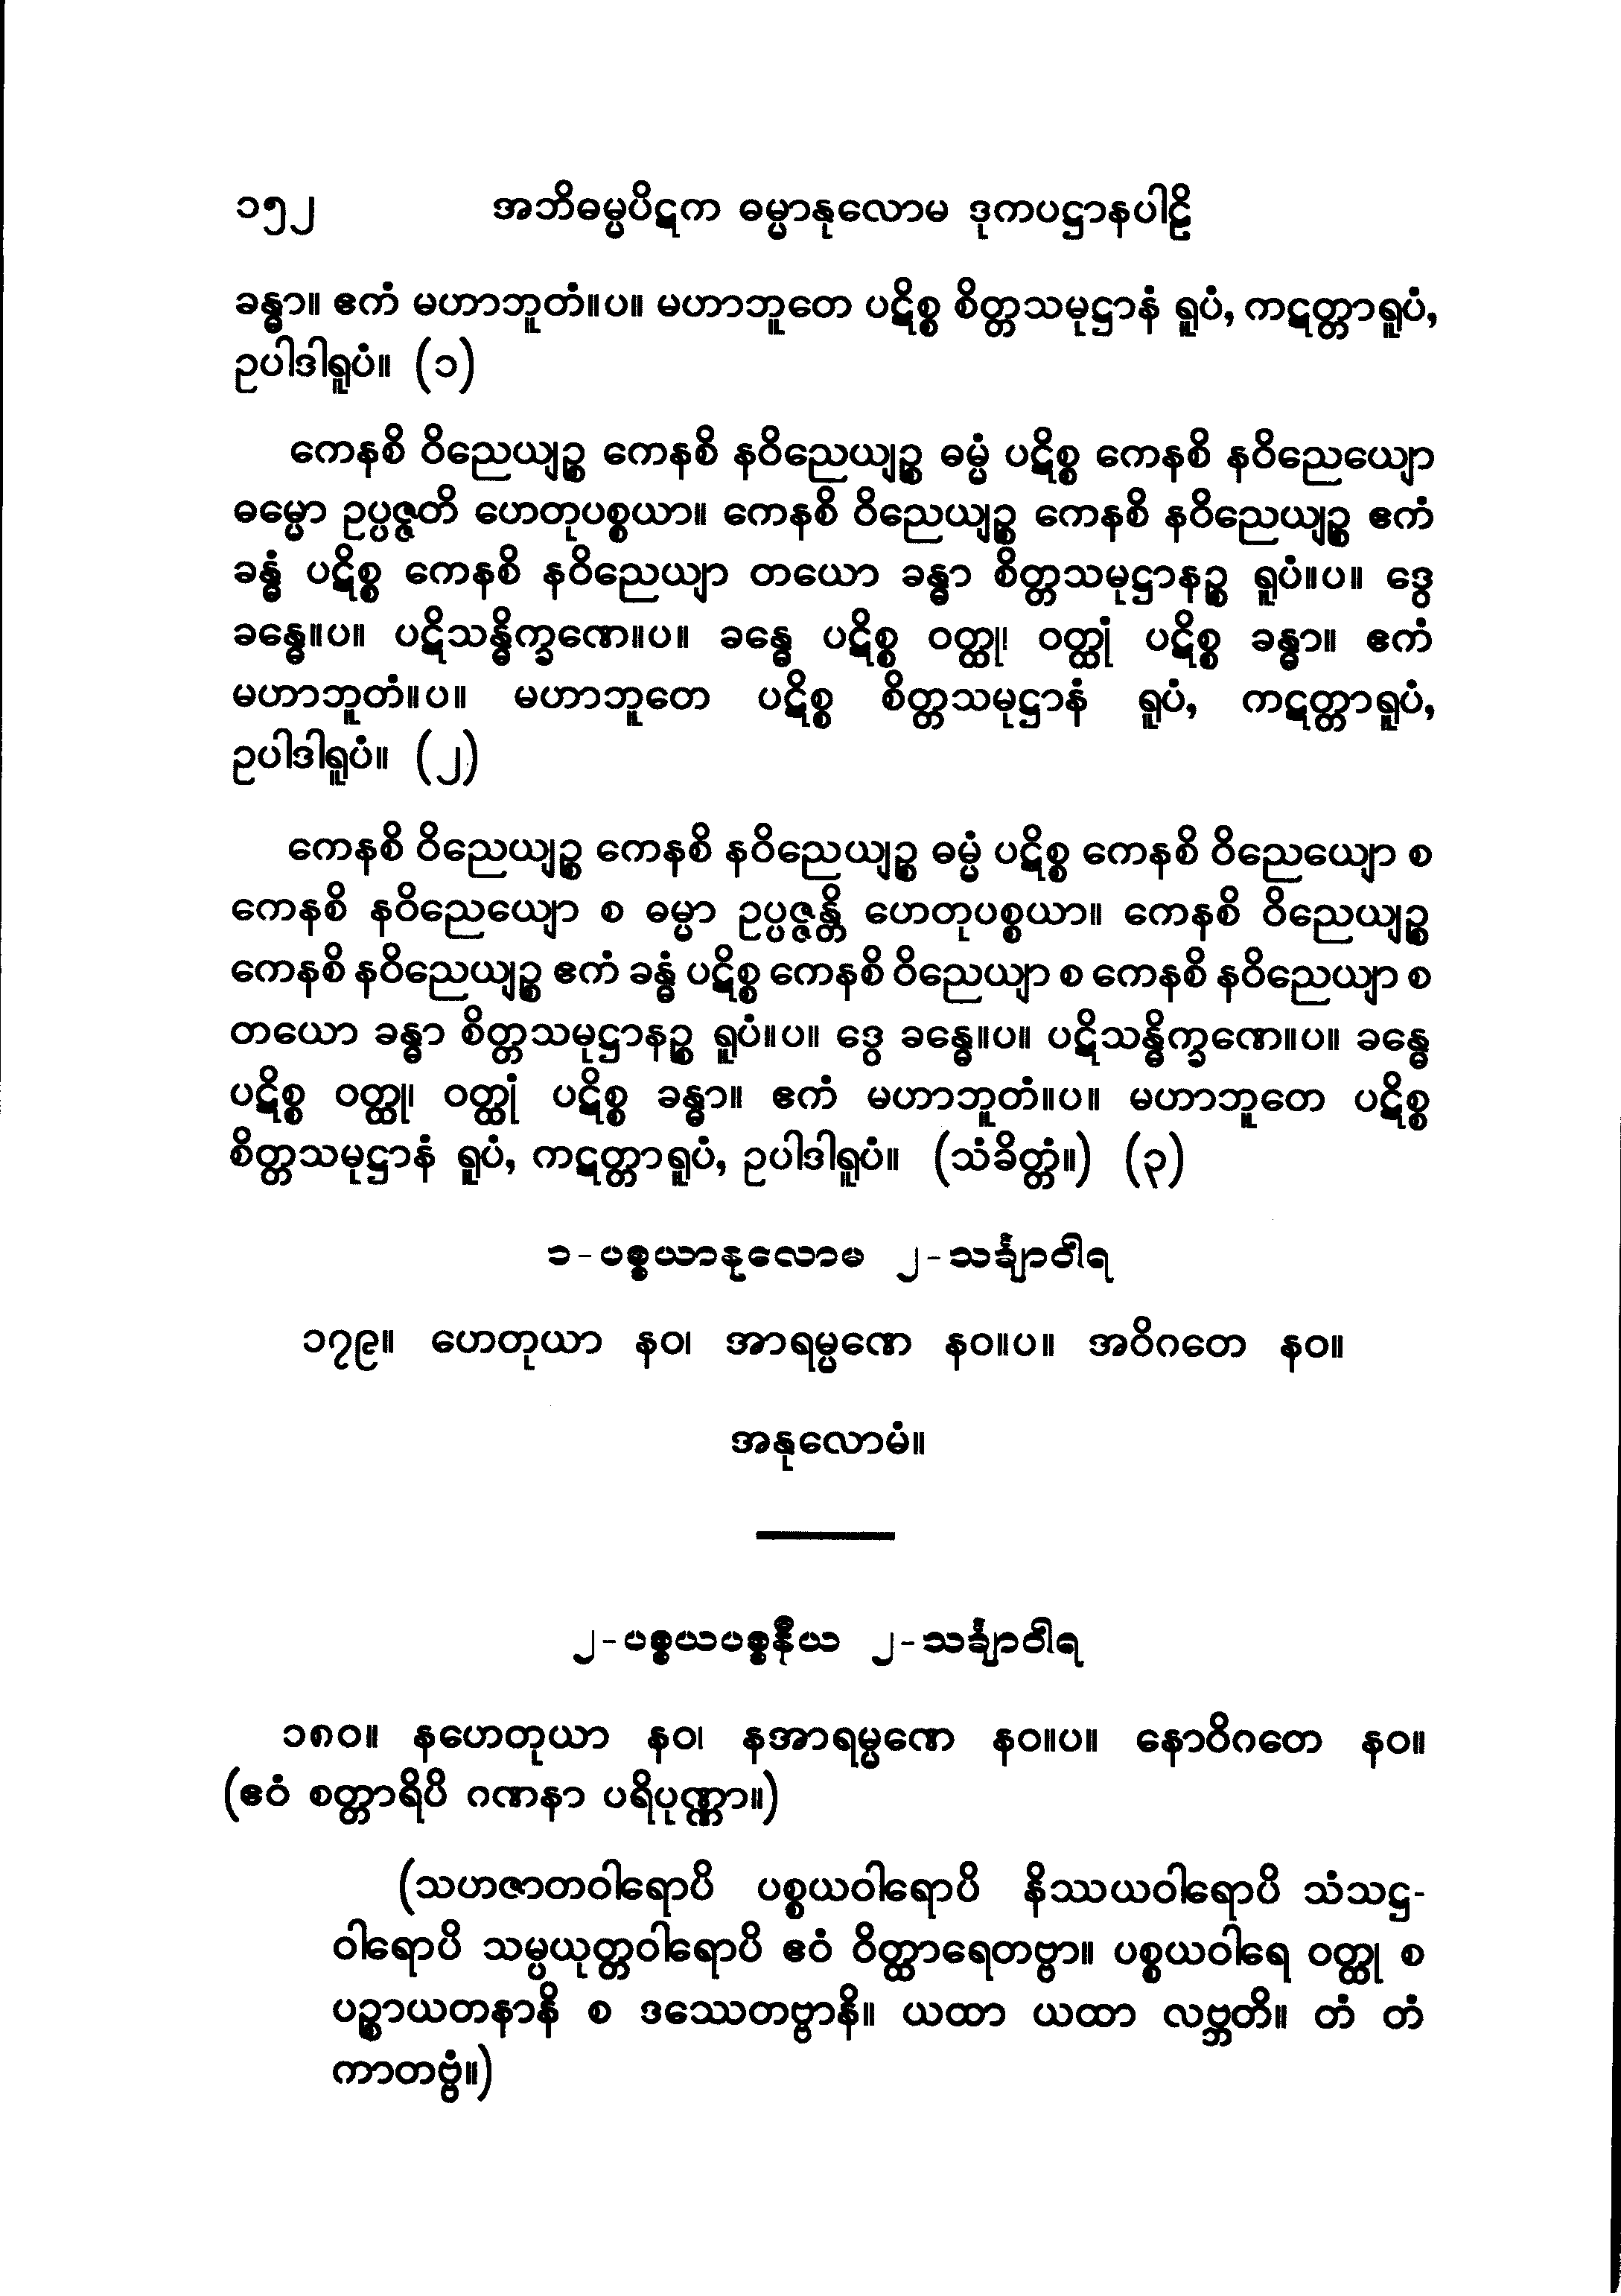 ၁၅၂ အဘိဓမ္မပိဋက ဓမ္မာနုလောမ ဒုကပဋ္ဌာနပါဠိ
ခန္ဓာ။ ဧကံ မဟာဘူတံ။ပ။ မဟာဘူတေ ပဋိစ္စ စိတ္တသမုဋ္ဌာနံ ရူပံ, ကဋတ္တာရူပံ,
ဥပါဒါရူပံ။ (၁)
ကေနစိ ဝိညေယျဉ္စ ကေနစိ နဝိညေယျဉ္စ ဓမ္မံ ပဋိစ္စ ကေနစိ နဝိညေယျော
ဓမ္မော ဥပ္ပဇ္ဇတိ ဟေတုပစ္စယာ။ ကေနစိ ဝိညေယျဉ္စ ကေနစိ နဝိညေယျဉ္စ ဧကံ
ခန္ဓံ ပဋိစ္စ ကေနစိ နဝိညေယျာ တယော ခန္ဓာ စိတ္တသမုဋ္ဌာနဉ္စ ရူပံ။ပ။ ဒွေ
ခန္ဓေ။ပ။ ပဋိသန္ဓိက္ခဏေ။ပ။ ခန္ဓေ ပဋိစ္စ ဝတ္ထု၊ ဝတ္ထုံ ပဋိစ္စ ခန္ဓာ။ ဧကံ
မဟာဘူတံ။ပ။ မဟာဘူတေ ပဋိစ္စ စိတ္တသမုဋ္ဌာနံ ရူပံ, ကဋတ္တာရူပံ,
ဥပါဒါရူပံ။ (၂)
ကေနစိ ဝိညေယျဉ္စ ကေနစိ နဝိညေယျဉ္စ ဓမ္မံ ပဋိစ္စ ကေနစိ ဝိညေယျော စ
ကေနစိ နဝိညေယျော စ ဓမ္မာ ဥပ္ပဇ္ဇန္တိ ဟေတုပစ္စယာ။ ကေနစိ ဝိညေယျဉ္စ
ကေနစိ နဝိညေယျဉ္စ ဧကံ ခန္ဓံ ပဋိစ္စ ကေနစိ ဝိညေယျာ စ ကေနစိ နဝိညေယျာ စ
တယော ခန္ဓာ စိတ္တသမုဋ္ဌာနဉ္စ ရူပံ။ပ။ ဒွေ ခန္ဓေ။ပ။ ပဋိသန္ဓိက္ခဏေ။ပ။ ခန္ဓေ
ပဋိစ္စ ဝတ္ထု၊ ဝတ္ထုံ ပဋိစ္စ ခန္ဓာ။ ဧကံ မဟာဘူတံ။ပ။ မဟာဘူတေ ပဋိစ္စ
စိတ္တသမုဋ္ဌာနံ ရူပံ, ကဋတ္တာရူပံ, ဥပါဒါရူပံ။ (သံခိတ္တံ။) (၃)
၁-ပစ္စယာနုလောမ ၂-သင်္ချာဝါရ
၁၇၉။ ဟေတုယာ နဝ၊ အာရမ္မဏေ နဝ။ပ။ အဝိဂတေ နဝ။
အနုလောမံ။
၂-ပစ္စယပစ္စနီယ ၂-သင်္ချာဝါရ
၁၈၀။ နဟေတုယာ နဝ၊ နအာရမ္မဏေ နဝ။ပ။ နောဝိဂတေ နဝ။
(ဧဝံ စတ္တာရိပိ ဂဏနာ ပရိပုဏ္ဏာ။)
(သဟဇာတဝါရောပိ ပစ္စယဝါရောပိ နိဿယဝါရောပိ သံသဋ္ဌ-
ဝါရောပိ သမ္ပယုတ္တဝါရောပိ ဧဝံ ဝိတ္ထာရေတဗ္ဗာ။ ပစ္စယဝါရေ ဝတ္ထု စ
ပဉ္စာယတနာနိ စ ဒဿေတဗ္ဗာနိ။ ယထာ ယထာ လဗ္ဘတိ။ တံ တံ
ကာတဗ္ဗံ။)